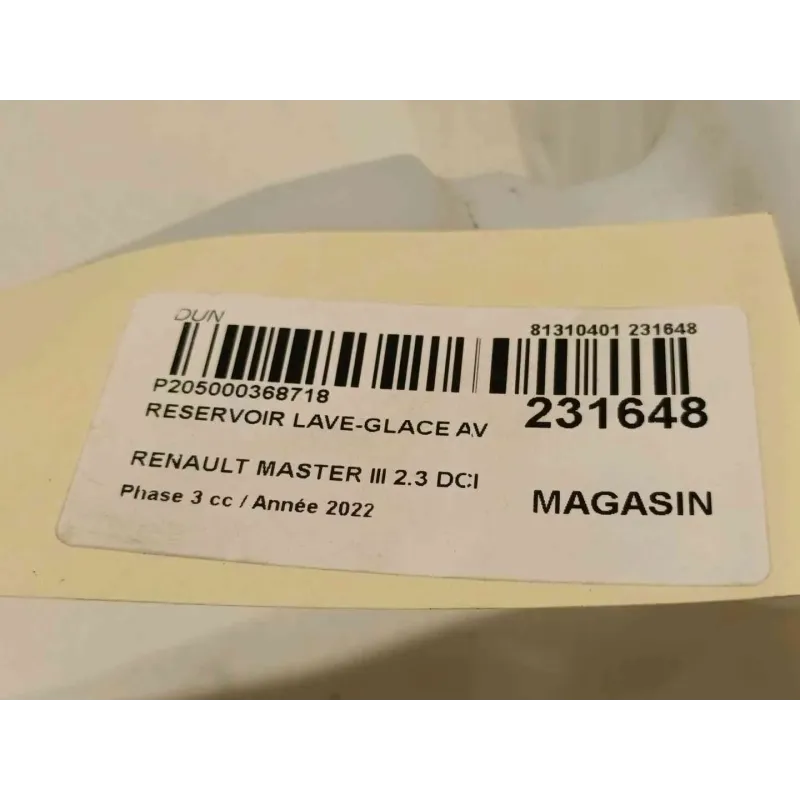 DUN
81310401 231648
P205000368718
231648
RESERVOIR LAVE-GLACE AV
RENAULT MASTER III 2.3 DCI
MAGASIN
Phase 3 cc / Année 2022